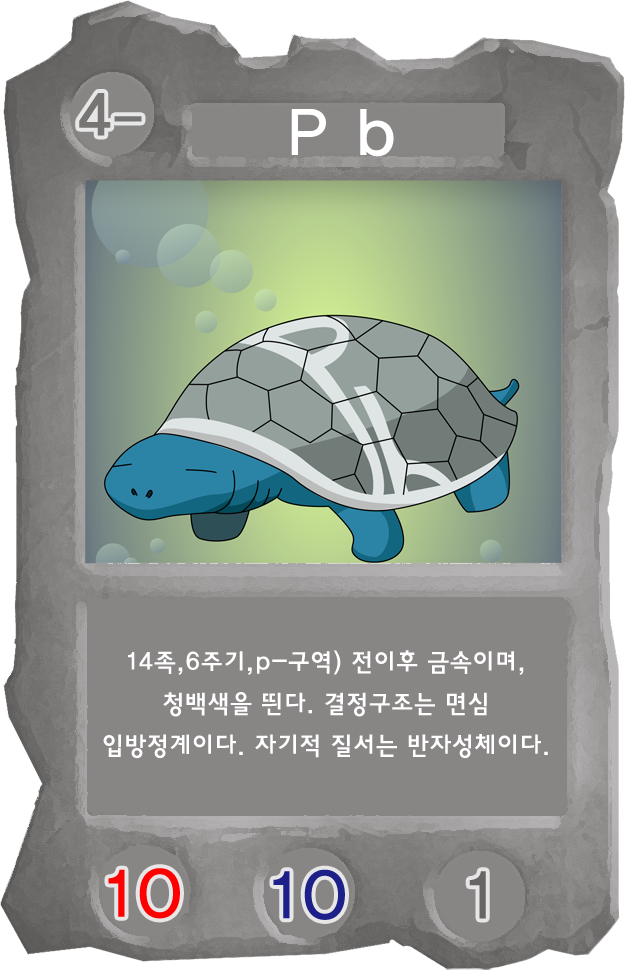 4-
P b
14족,6주기,p-구역) 전이후 금속이며,
청백색을 띈다. 결정구조는 면심
입방정계이다. 자기적 질서는 반자성체이다.
10 10 1